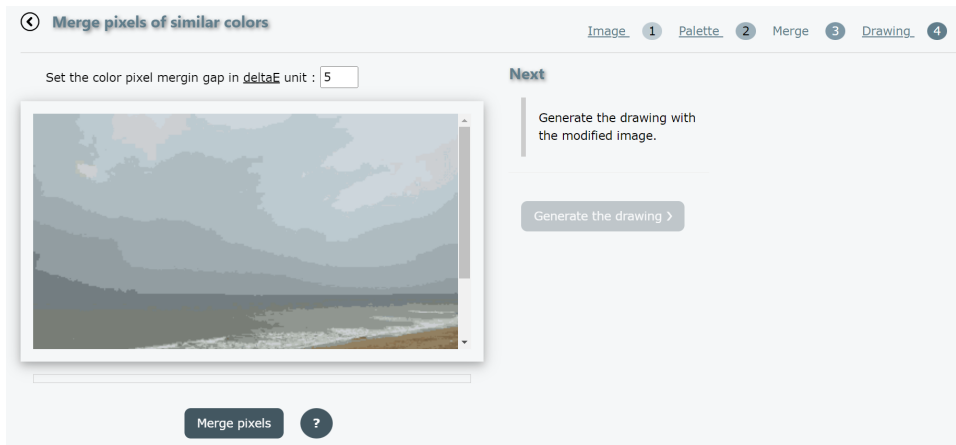 Merge pixels of similar colors
Image 1 Palette 2 Merge 3 Drawing 4
Set the color pixel mergin gap in deltaE unit : 5
Next
Generate the drawing with
the modified image.
Generate the drawing
Merge pixels ?